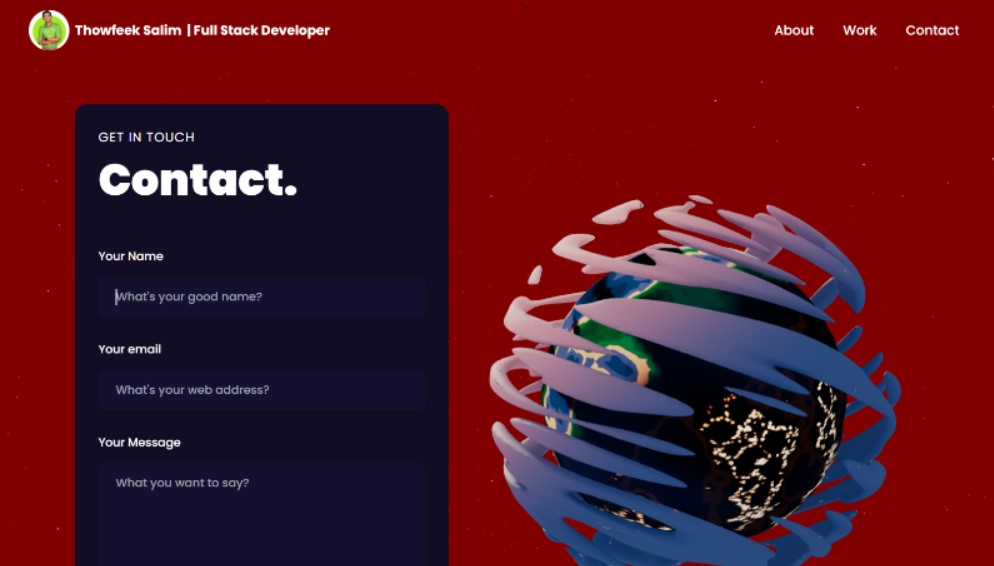 Thowfeek Salim | Full Stack Developer
About
Work
Contact
GET IN TOUCH
Contact.
Your Name
What's your good name?
Your email
What's your web address?
Your Message
What you want to say?